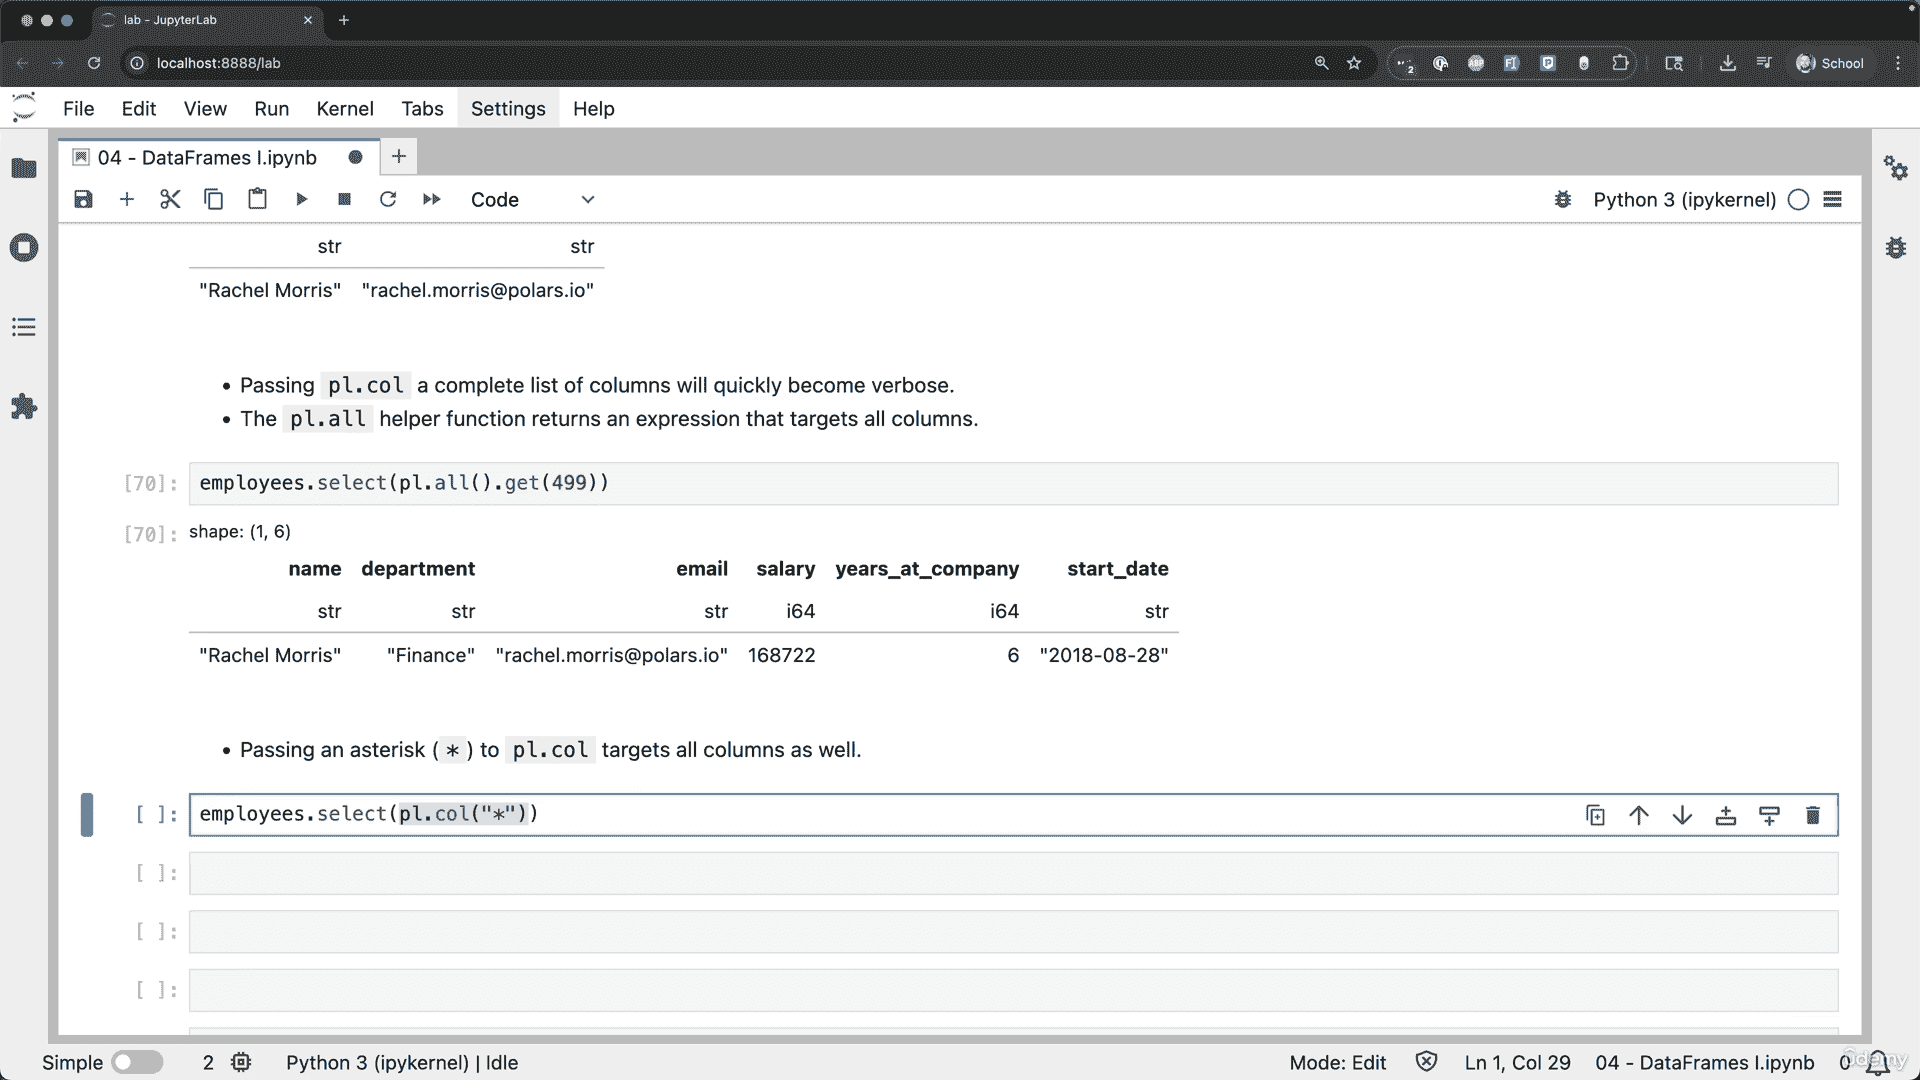 lab - JupyterLab
localhost:8888/lab
2
ABP
School
File Edit View Run Kernel Tabs Settings Help
04 - DataFrames I.ipynb
Code
Python 3 (ipykernel)
str str
"Rachel Morris" "rachel.morris@polars.io"
• Passing pl.col a complete list of columns will quickly become verbose.
• The pl.all helper function returns an expression that targets all columns.
[70]: employees.select(pl.all().get(499))
[70]: shape: (1, 6)
name department email salary years_at_company start_date
str str str i64 i64 str
"Rachel Morris" "Finance" "rachel.morris@polars.io" 168722 6 "2018-08-28"
• Passing an asterisk (*) to pl.col targets all columns as well.
[ ]: employees.select(pl.col("*"))
[ ]:
[ ]:
[ ]:
Simple 2 Python 3 (ipykernel) | Idle Mode: Edit Ln 1, Col 29 04 - DataFrames I.ipynb 0
Udemy